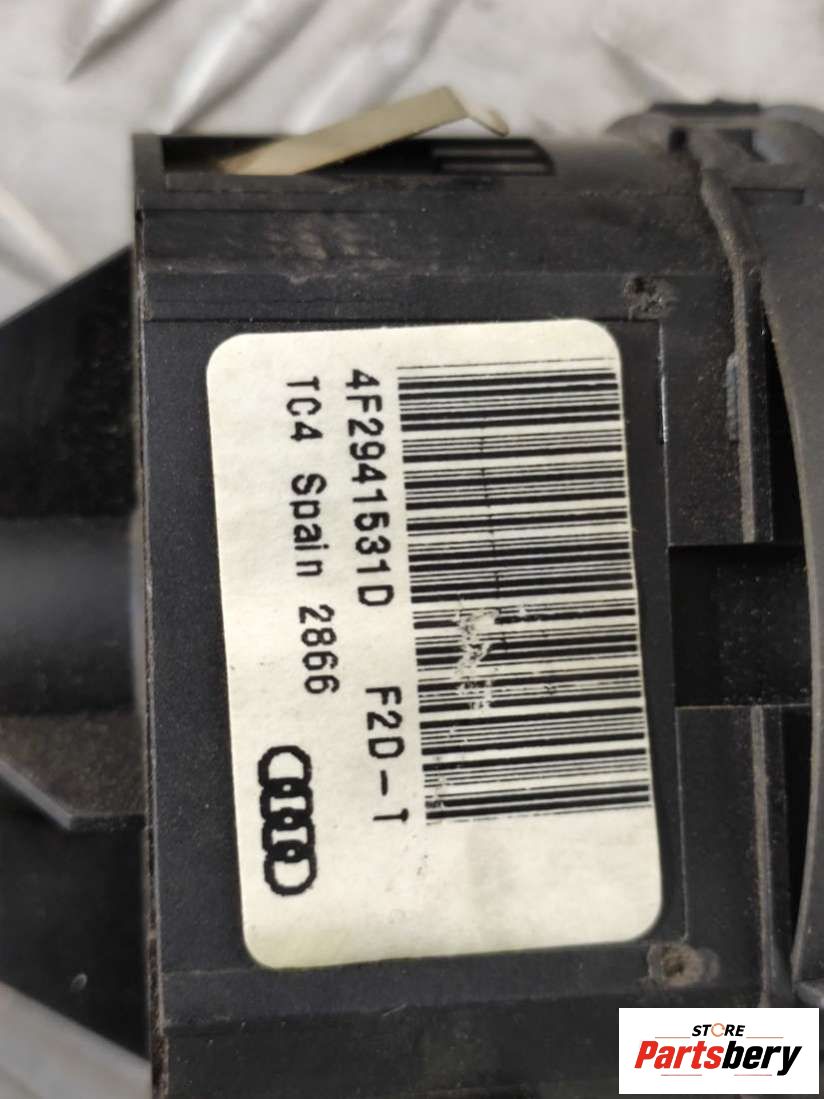 4F2941531D F2D-T
TC4 Spain 2866
STORE
Partsbery